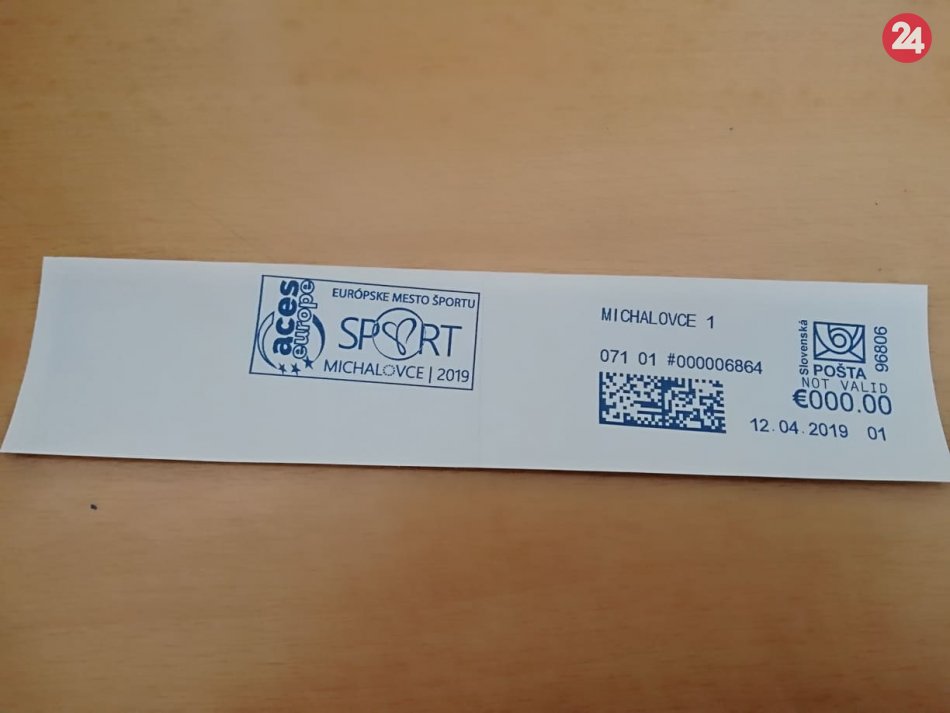 24
aces
europe
EURÓPSKE MESTO ŠPORTU
SPORT
MICHALOVCE | 2019
MICHALOVCE 1
071 01 #000006864
Slovenská
POŠTA
96806
NOT VALID
€000.00
12.04.2019 01